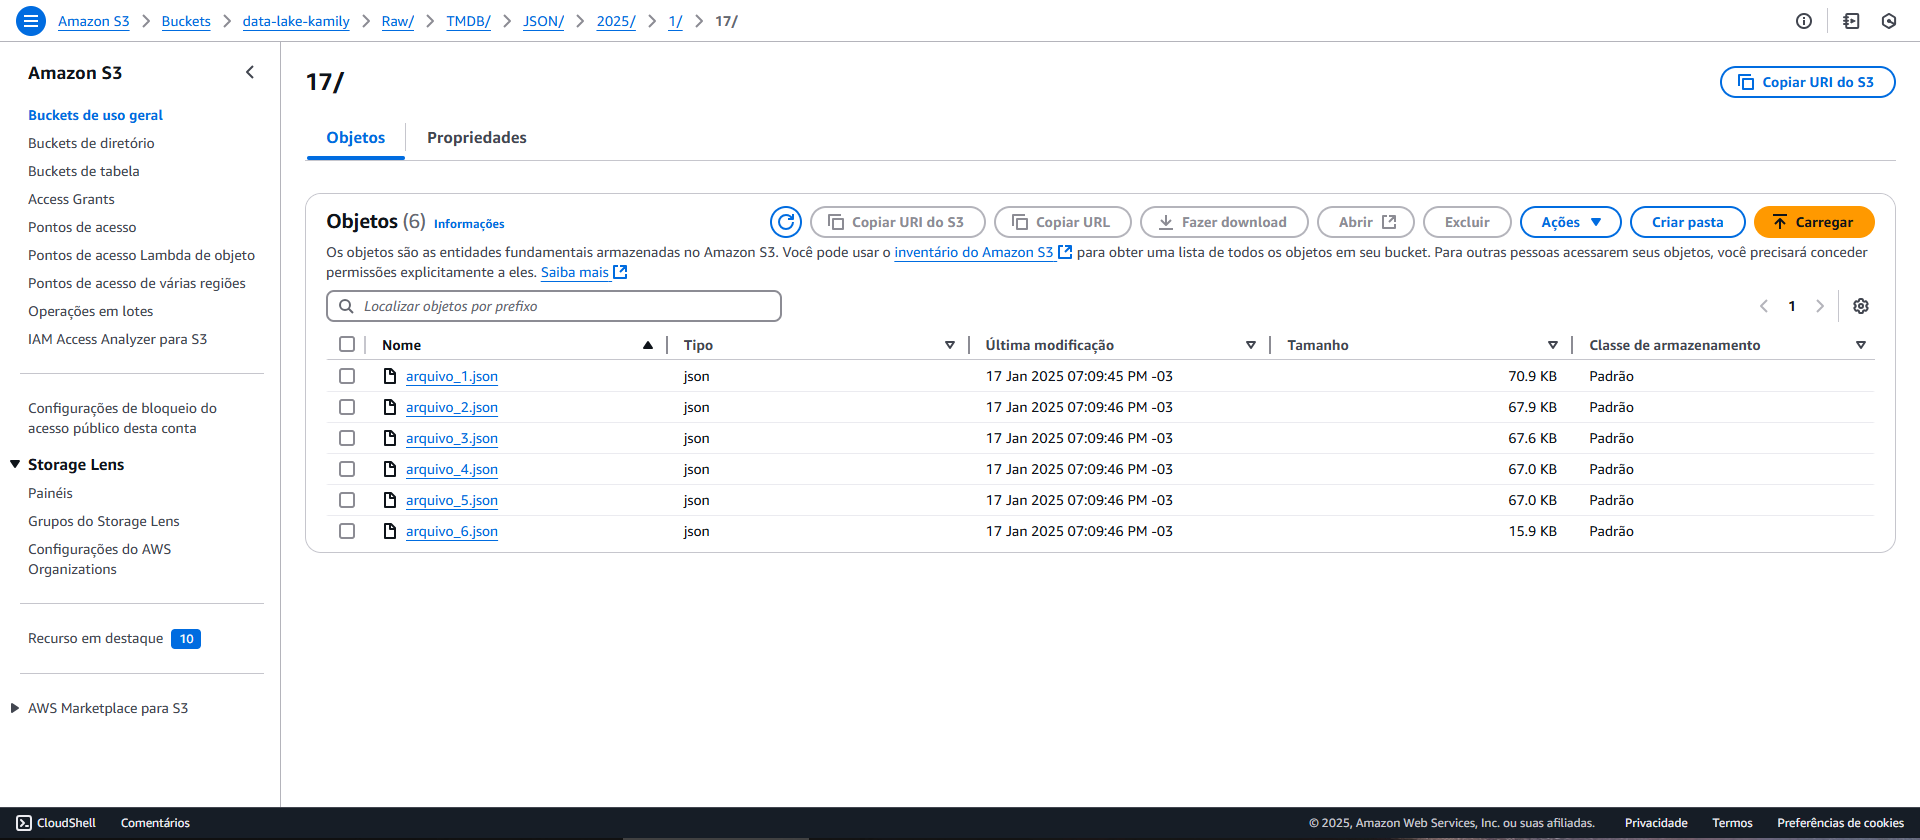 Amazon S3 > Buckets > data-lake-kamily > Raw/ > TMDB/ > JSON/ > 2025/ > 1/ > 17/
Amazon S3
Buckets de uso geral
Buckets de diretório
Buckets de tabela
Access Grants
Pontos de acesso
Pontos de acesso Lambda de objeto
Pontos de acesso de várias regiões
Operações em lotes
IAM Access Analyzer para S3
Configurações de bloqueio do
acesso público desta conta
Storage Lens
Painéis
Grupos do Storage Lens
Configurações do AWS
Organizations
Recurso em destaque 10
AWS Marketplace para S3
17/
Copiar URI do S3
Objetos Propriedades
Objetos (6) Informações
Copiar URI do S3 Copiar URL Fazer download Abrir Excluir Ações Criar pasta Carregar
Os objetos são as entidades fundamentais armazenadas no Amazon S3. Você pode usar o inventário do Amazon S3 para obter uma lista de todos os objetos em seu bucket. Para outras pessoas acessarem seus objetos, você precisará conceder
permissões explicitamente a eles. Saiba mais
Localizar objetos por prefixo
1
Nome Tipo Última modificação Tamanho Classe de armazenamento
arquivo_1.json json 17 Jan 2025 07:09:45 PM -03 70.9 KB Padrão
arquivo_2.json json 17 Jan 2025 07:09:46 PM -03 67.9 KB Padrão
arquivo_3.json json 17 Jan 2025 07:09:46 PM -03 67.6 KB Padrão
arquivo_4.json json 17 Jan 2025 07:09:46 PM -03 67.0 KB Padrão
arquivo_5.json json 17 Jan 2025 07:09:46 PM -03 67.0 KB Padrão
arquivo_6.json json 17 Jan 2025 07:09:46 PM -03 15.9 KB Padrão
CloudShell Comentários © 2025, Amazon Web Services, Inc. ou suas afiliadas. Privacidade Termos Preferências de cookies